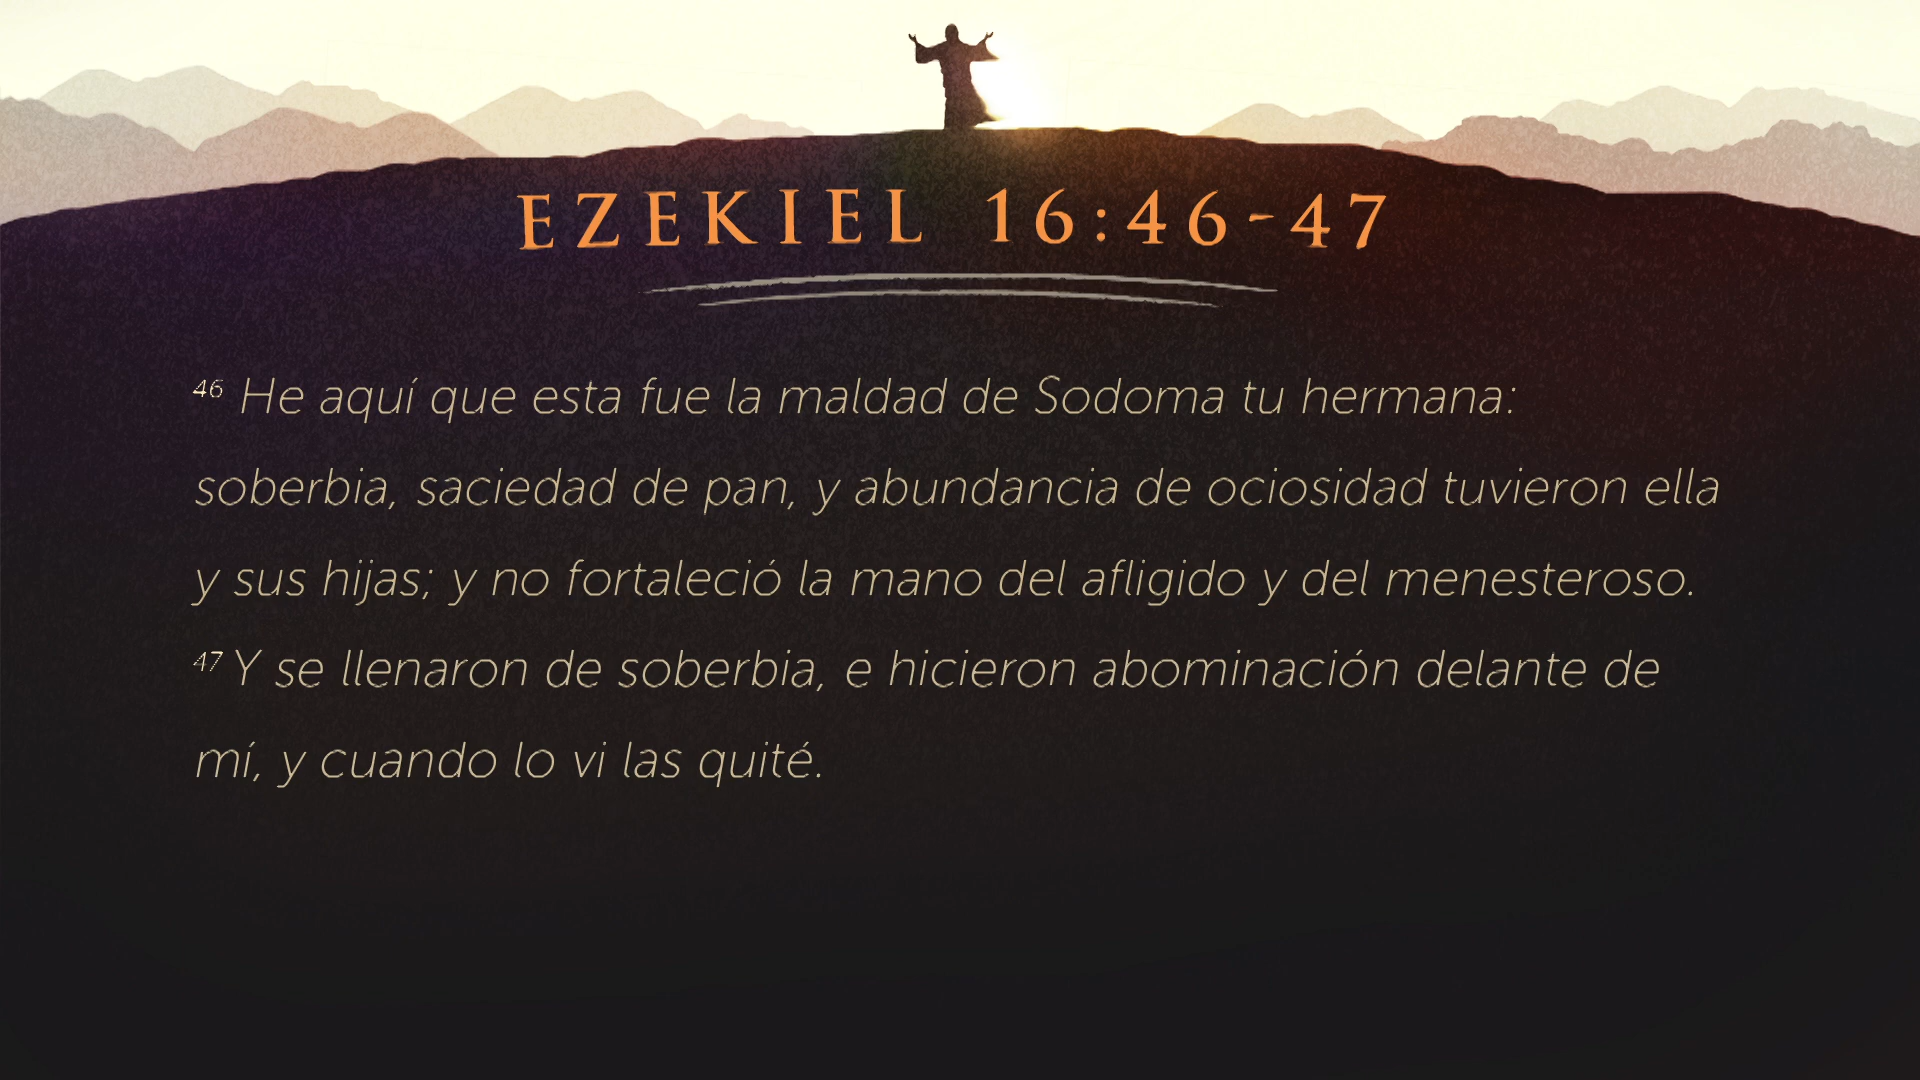 EZEKIEL 16:46-47
46 He aquí que esta fue la maldad de Sodoma tu hermana:
soberbia, saciedad de pan, y abundancia de ociosidad tuvieron ella
y sus hijas; y no fortaleció la mano del afligido y del menesteroso.
47 Y se llenaron de soberbia, e hicieron abominación delante de
mí, y cuando lo vi las quité.